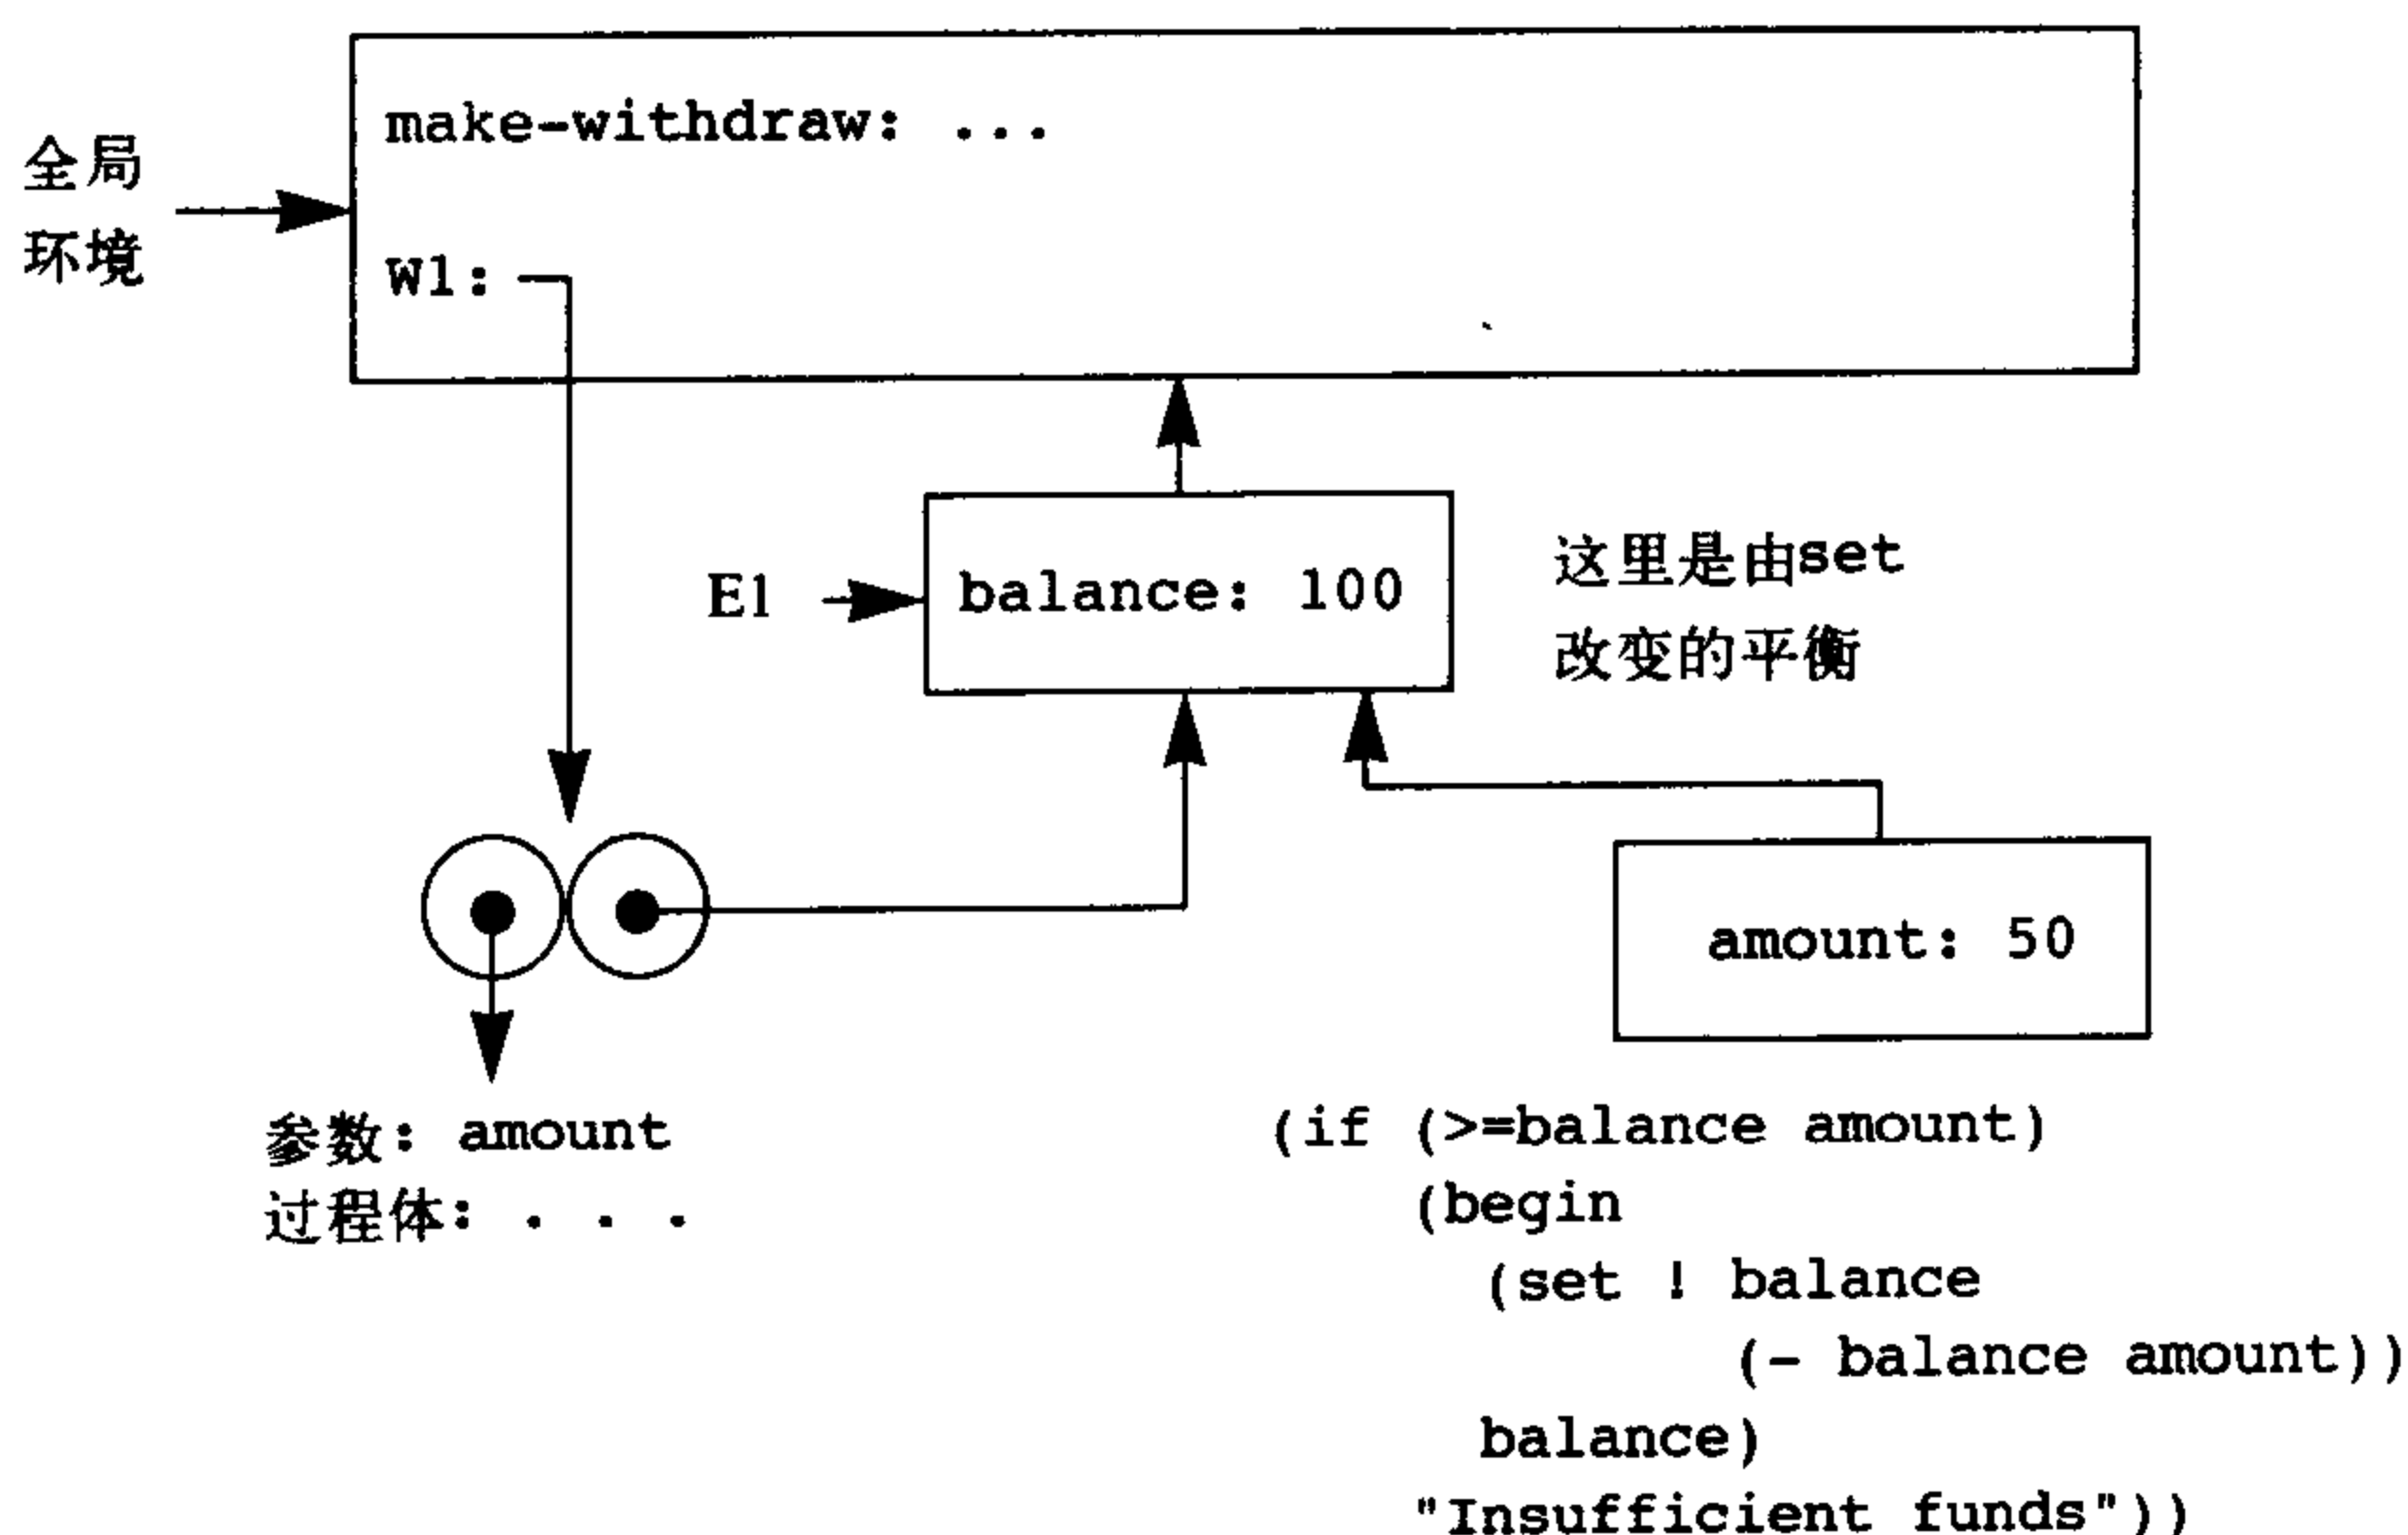 make-withdraw: ...
全局
环境
W1:
E1
balance: 100
这里是由set
改变的平衡
amount: 50
参数: amount
过程体: . . .
(if (>=balance amount)
(begin
(set ! balance
(- balance amount))
balance)
"Insufficient funds"))